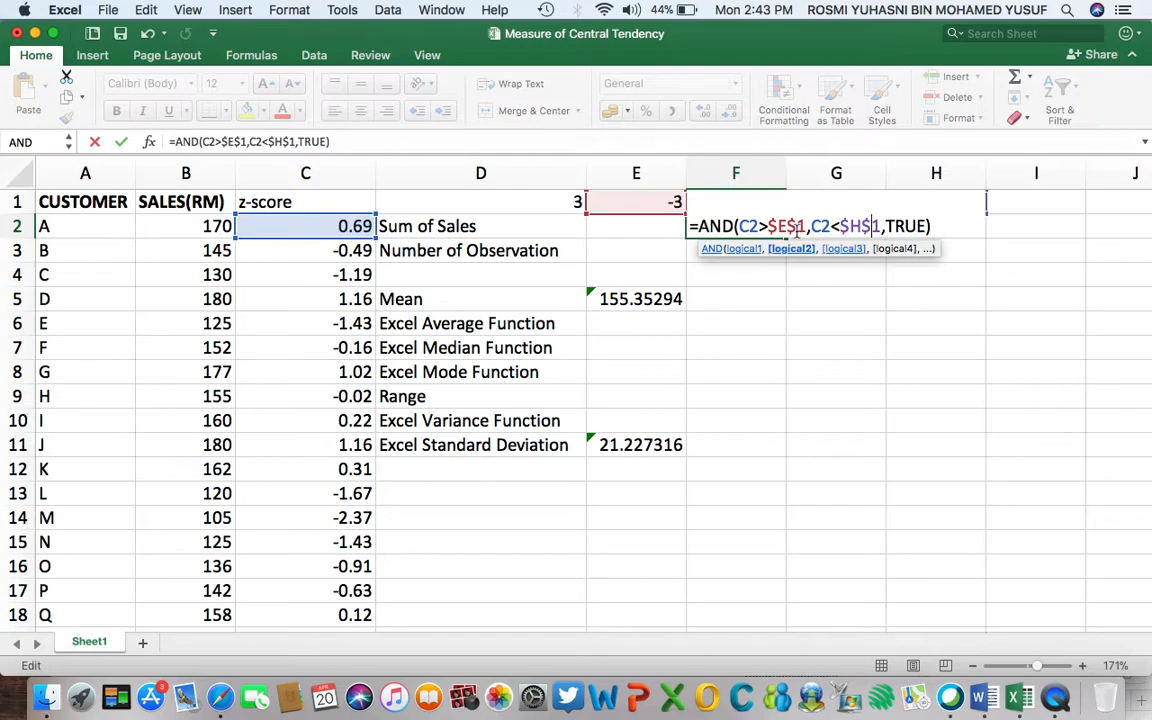 Excel File Edit View Insert Format Tools Data Window Help 44% Mon 2:43 PM ROSMI YUHASNI BIN MOHAMED YUSUF
Measure of Central Tendency Search Sheet
Home Insert Page Layout Formulas Data Review View Share
Paste Calibri (Body) 12 A A Wrap Text General Conditional Formatting Format as Table Cell Styles Insert Sort & Filter
B I U A Merge & Center % Delete
Format
AND fx =AND(C2>$E$1,C2<$H$1,TRUE)
A B C D E F G H I J
1 CUSTOMER SALES(RM) z-score 3 -3
2 A 170 0.69 Sum of Sales =AND(C2>$E$1,C2<$H$1,TRUE)
3 B 145 -0.49 Number of Observation AND(logical1, [logical2], [logical3], [logical4], ...)
4 C -1.19
5 D 180 1.16 Mean 155.35294
6 E 125 -1.43 Excel Average Function
7 F 152 -0.16 Excel Median Function
8 G 177 1.02 Excel Mode Function
9 H 155 -0.02 Range
10 I 160 0.22 Excel Variance Function
11 J 180 1.16 Excel Standard Deviation 21.227316
12 K 162 0.31
13 L 120 -1.67
14 M 105 -2.37
15 N 125 -1.43
16 O 136 -0.91
17 P 142 -0.63
18 Q 158 0.12
Sheet1
Edit 171%